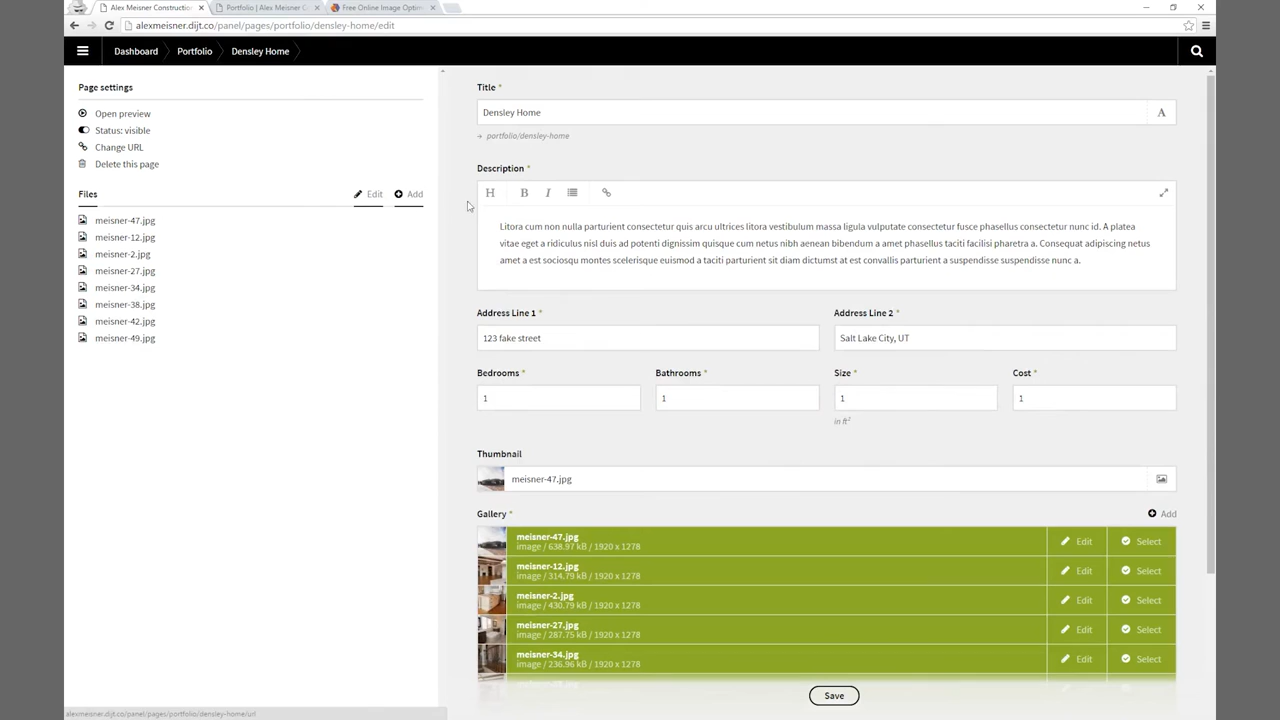 Alex Meisner Constructio
Portfolio | Alex Meisner C
Free Online Image Optim
alexmeisner.dijt.co/panel/pages/portfolio/densley-home/edit
Dashboard
Portfolio
Densley Home
Page settings
Open preview
Status: visible
Change URL
Delete this page
Files
Edit
Add
meisner-47.jpg
meisner-12.jpg
meisner-2.jpg
meisner-27.jpg
meisner-34.jpg
meisner-38.jpg
meisner-42.jpg
meisner-49.jpg
Title *
Densley Home
A
→ portfolio/densley-home
Description *
H B I
Litora cum non nulla parturient consectetur quis arcu ultrices litora vestibulum massa ligula vulputate consectetur fusce phasellus consectetur nunc id. A platea
vitae eget a ridiculus nisl duis ad potenti dignissim quisque cum netus nibh aenean bibendum a amet phasellus taciti facilisi pharetra a. Consequat adipiscing netus
amet a est sociosqu montes scelerisque euismod a taciti parturient sit diam dictumst at est convallis parturient a suspendisse suspendisse nunc a.
Address Line 1 *
Address Line 2 *
123 fake street
Salt Lake City, UT
Bedrooms *
Bathrooms *
Size *
Cost *
1
1
1
1
in ft²
Thumbnail
meisner-47.jpg
Gallery *
Add
meisner-47.jpg
image / 638.97 kB / 1920 x 1278
Edit
Select
meisner-12.jpg
image / 314.79 kB / 1920 x 1278
Edit
Select
meisner-2.jpg
image / 430.79 kB / 1920 x 1278
Edit
Select
meisner-27.jpg
image / 287.75 kB / 1920 x 1278
Edit
Select
meisner-34.jpg
image / 236.96 kB / 1920 x 1278
Edit
Select
Save
alexmeisner.dijt.co/panel/pages/portfolio/densley-home/url